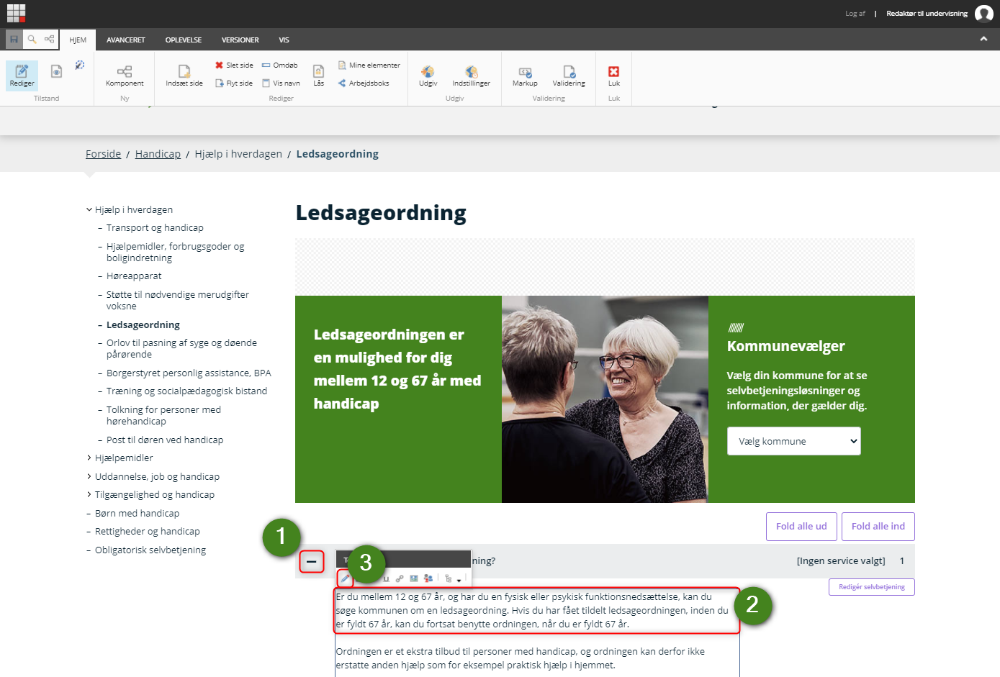 Log af | Redaktør til undervisning
HJEM AVANCERET OPLEVELSE VERSIONER VIS
Rediger
Tilstand
Komponent
Ny
Indsæt side
Slet side
Flyt side
Omdøb
Vis navn
Lås
Mine elementer
Arbejdsboks
Rediger
Udgiv
Indstillinger
Udgiv
Markup
Validering
Validering
Luk
Luk
Forside / Handicap / Hjælp i hverdagen / Ledsageordning
Hjælp i hverdagen
– Transport og handicap
– Hjælpemidler, forbrugsgoder og
boligindretning
– Høreapparat
– Støtte til nødvendige merudgifter
voksne
– Ledsageordning
– Orlov til pasning af syge og døende
pårørende
– Borgerstyret personlig assistance, BPA
– Træning og socialpædagogisk bistand
– Tolkning for personer med
hørehandicap
– Post til døren ved handicap
Hjælpemidler
Uddannelse, job og handicap
Tilgængelighed og handicap
– Børn med handicap
– Rettigheder og handicap
– Obligatorisk selvbetjening
Ledsageordning
Ledsageordningen er
en mulighed for dig
mellem 12 og 67 år med
handicap
Kommunevælger
Vælg din kommune for at se
selvbetjeningsløsninger og
information, der gælder dig.
Vælg kommune
Fold alle ud
Fold alle ind
1
3
ning?
[Ingen service valgt] 1
Redigér selvbetjening
Er du mellem 12 og 67 år, og har du en fysisk eller psykisk funktionsnedsættelse, kan du
søge kommunen om en ledsageordning. Hvis du har fået tildelt ledsageordningen, inden du
er fyldt 67 år, kan du fortsat benytte ordningen, når du er fyldt 67 år.
2
Ordningen er et ekstra tilbud til personer med handicap, og ordningen kan derfor ikke
erstatte anden hjælp som for eksempel praktisk hjælp i hjemmet.